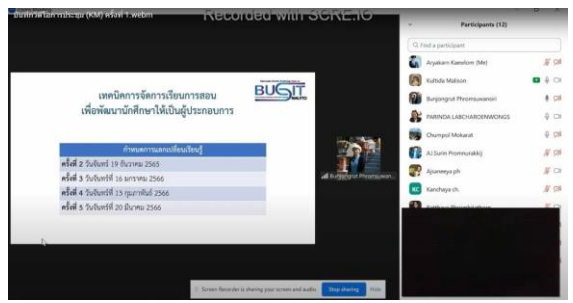 บันทึกวิดีโอการประชุม (KM) ครั้งที่ 1.webm
Recorded with SCRE.IO
เทคนิคการจัดการเรียนการสอน
เพื่อพัฒนานักศึกษาให้เป็นผู้ประกอบการ
BUSIT
กำหนดการแลกเปลี่ยนเรียนรู้
ครั้งที่ 2 วันจันทร์ 19 ธันวาคม 2565
ครั้งที่ 3 วันจันทร์ที่ 16 มกราคม 2566
ครั้งที่ 4 วันจันทร์ที่ 13 กุมภาพันธ์ 2566
ครั้งที่ 5 วันจันทร์ที่ 20 มีนาคม 2566
Bunjongrut Phromsuwan...
Screen Recorder is sharing your screen and audio. Stop sharing Hide
Participants (12)
Find a participant
Aryakarn Kaeolom (Me)
Kultida Malison
Bunjongrut Phromsuwansiri
PARINDA LABCHAROENWONGS
Chumpol Mokarat
AJ.Surin Promnurakkij
Apaneeya ph
KC Kanchaya ch.